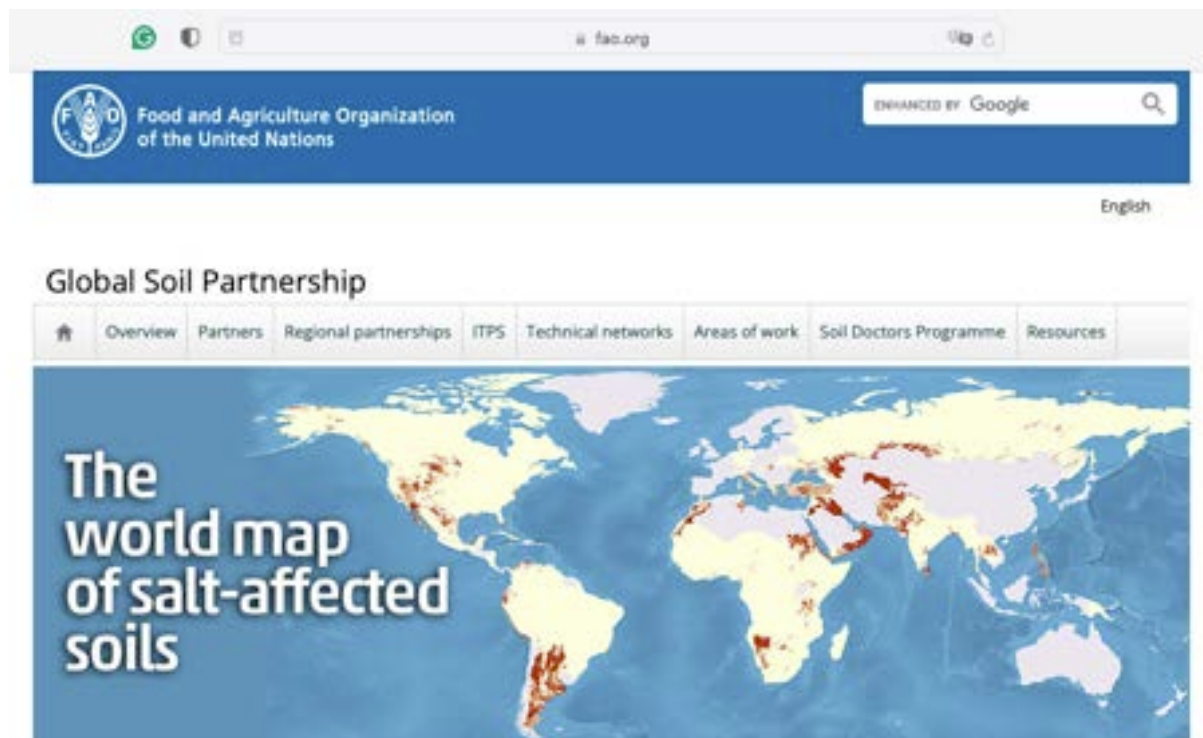 fao.org
FAO
Food and Agriculture Organization
of the United Nations
ENHANCED BY Google
English
Global Soil Partnership
Overview Partners Regional partnerships ITPS Technical networks Areas of work Soil Doctors Programme Resources
The
world map
of salt-affected
soils